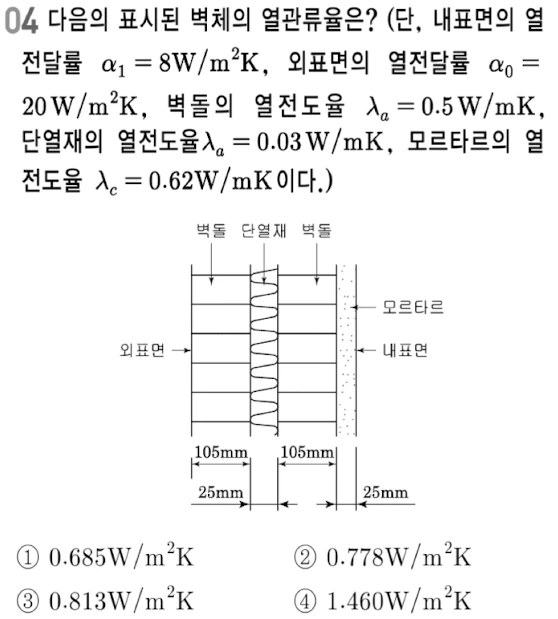 04 다음의 표시된 벽체의 열관류율은? (단, 내표면의 열
전달률 α₁ = 8W/m²K, 외표면의 열전달률 α₀ =
20W/m²K, 벽돌의 열전도율 λₐ = 0.5W/mK,
단열재의 열전도율λₐ = 0.03W/mK, 모르타르의 열
전도율 λ꜀ = 0.62W/mK이다.)
벽돌 단열재 벽돌
모르타르
외표면 내표면
105mm 105mm
25mm 25mm
① 0.685W/m²K ② 0.778W/m²K
③ 0.813W/m²K ④ 1.460W/m²K